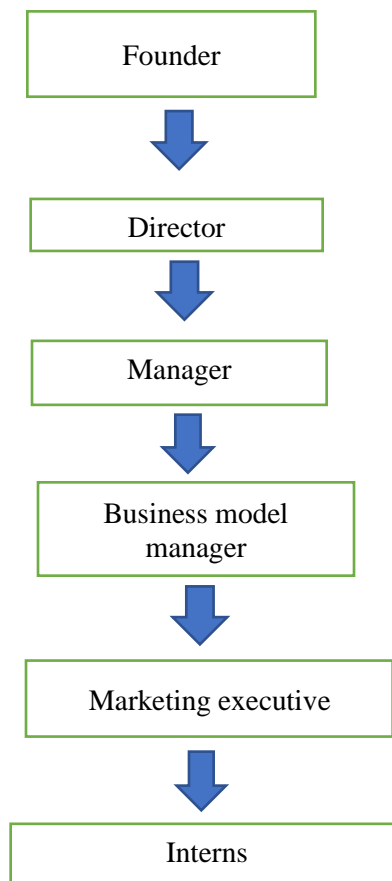 Founder
Director
Manager
Business model
manager
Marketing executive
Interns